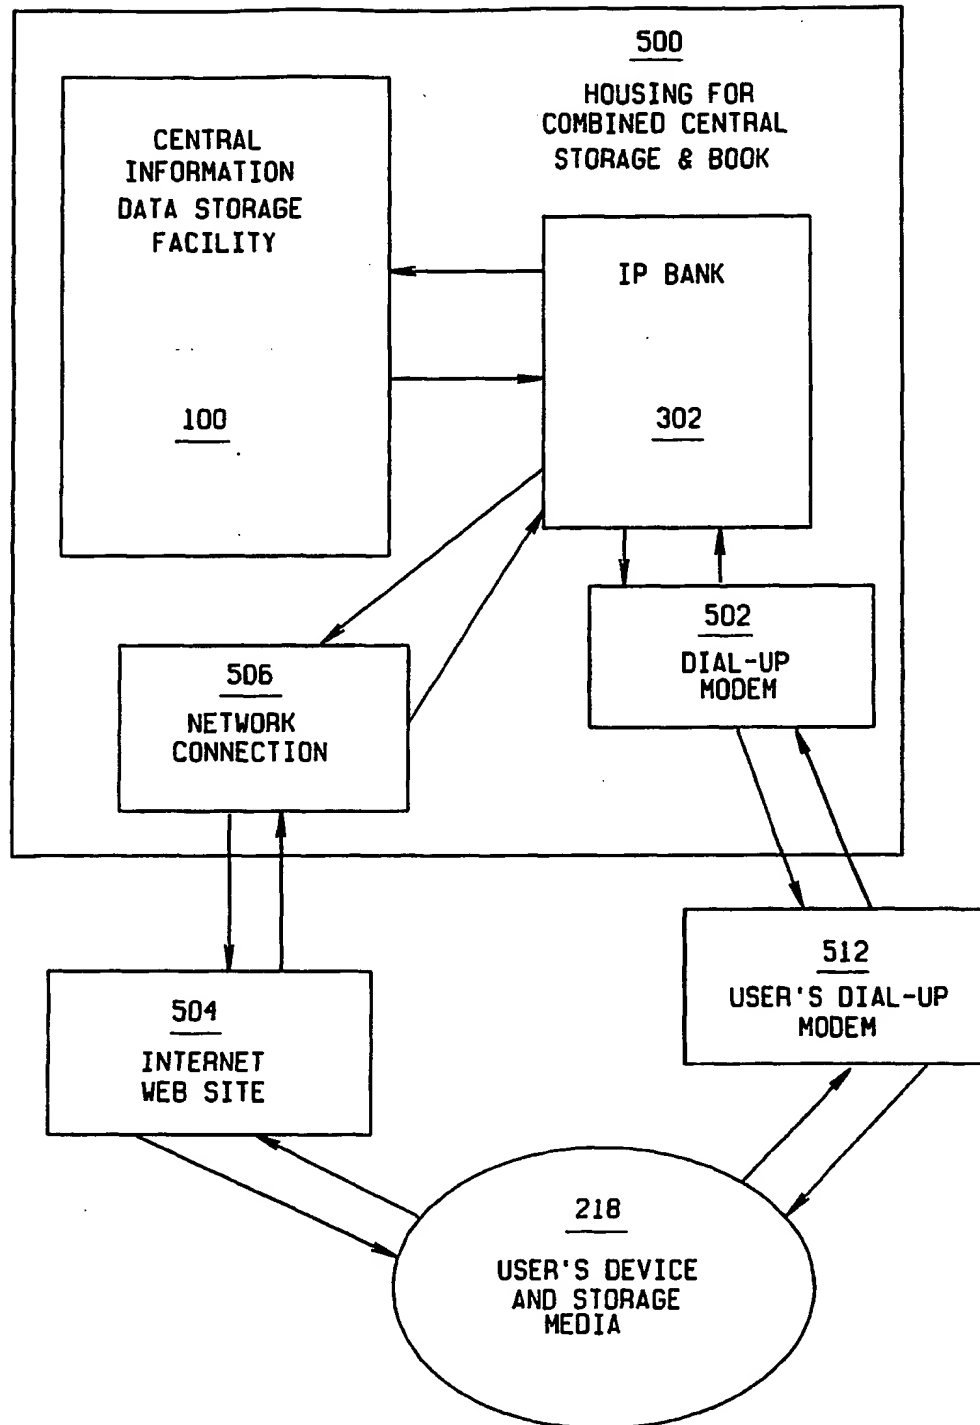 500
HOUSING FOR
COMBINED CENTRAL
STORAGE & BOOK
CENTRAL
INFORMATION
DATA STORAGE
FACILITY
100
IP BANK
302
502
DIAL-UP
MODEM
506
NETWORK
CONNECTION
512
USER'S DIAL-UP
MODEM
504
INTERNET
WEB SITE
218
USER'S DEVICE
AND STORAGE
MEDIA